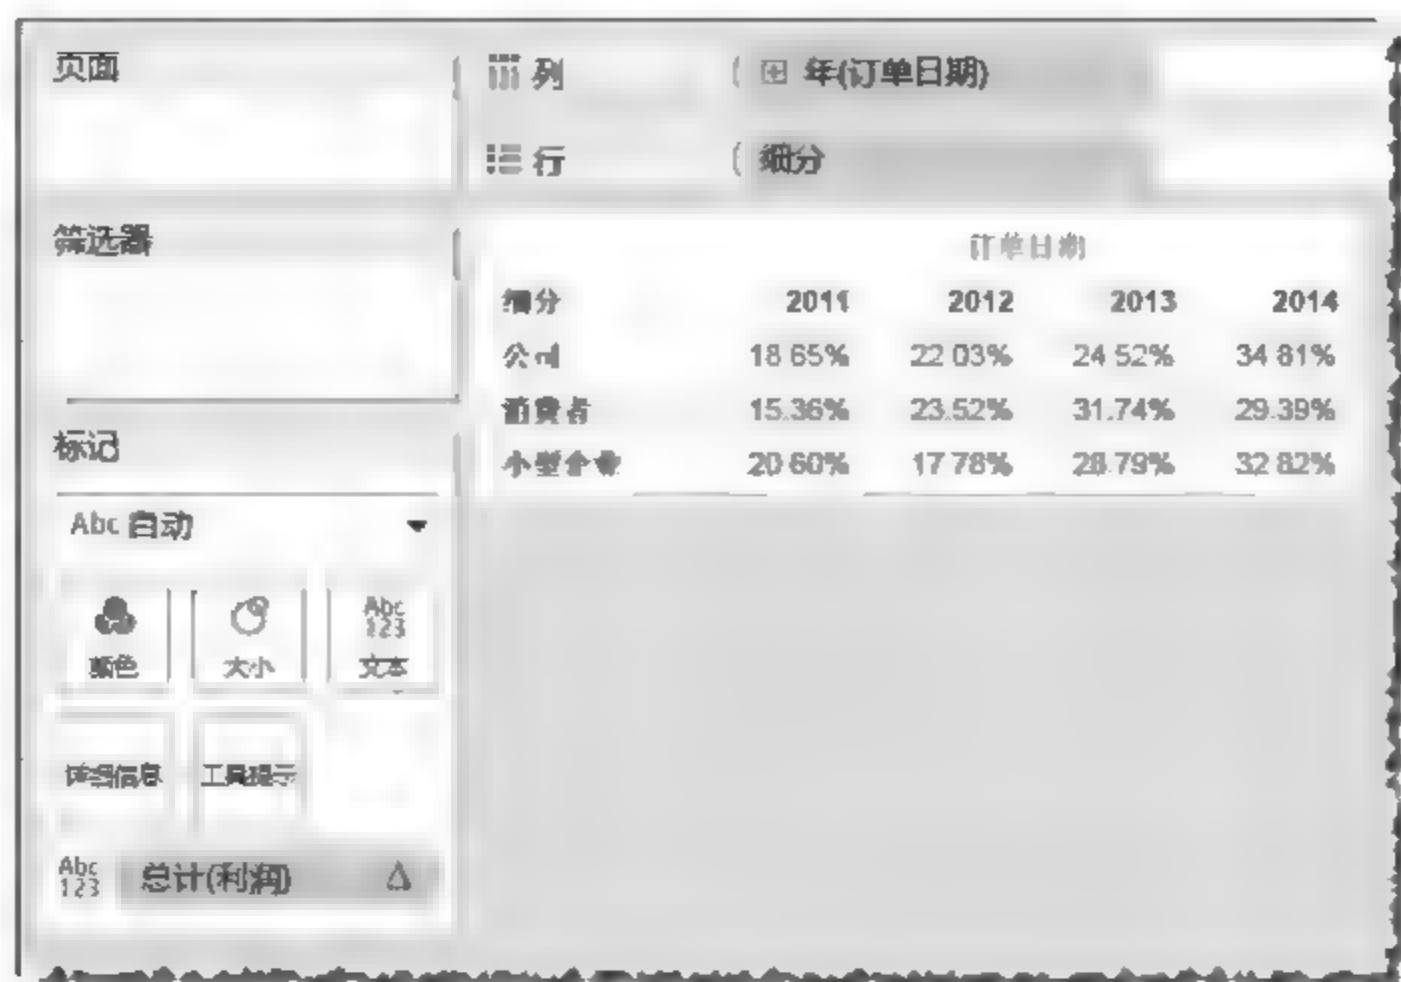 页面
列 年(订单日期)
行 细分
筛选器
订单日期
细分 2011 2012 2013 2014
公司 18.65% 22.03% 24.52% 34.81%
消费者 15.36% 23.52% 31.74% 29.39%
小型企业 20.60% 17.78% 28.79% 32.82%
标记
Abc 自动
Abc
123
颜色 大小 文本
详细信息 工具提示
Abc
123 总计(利润) Δ